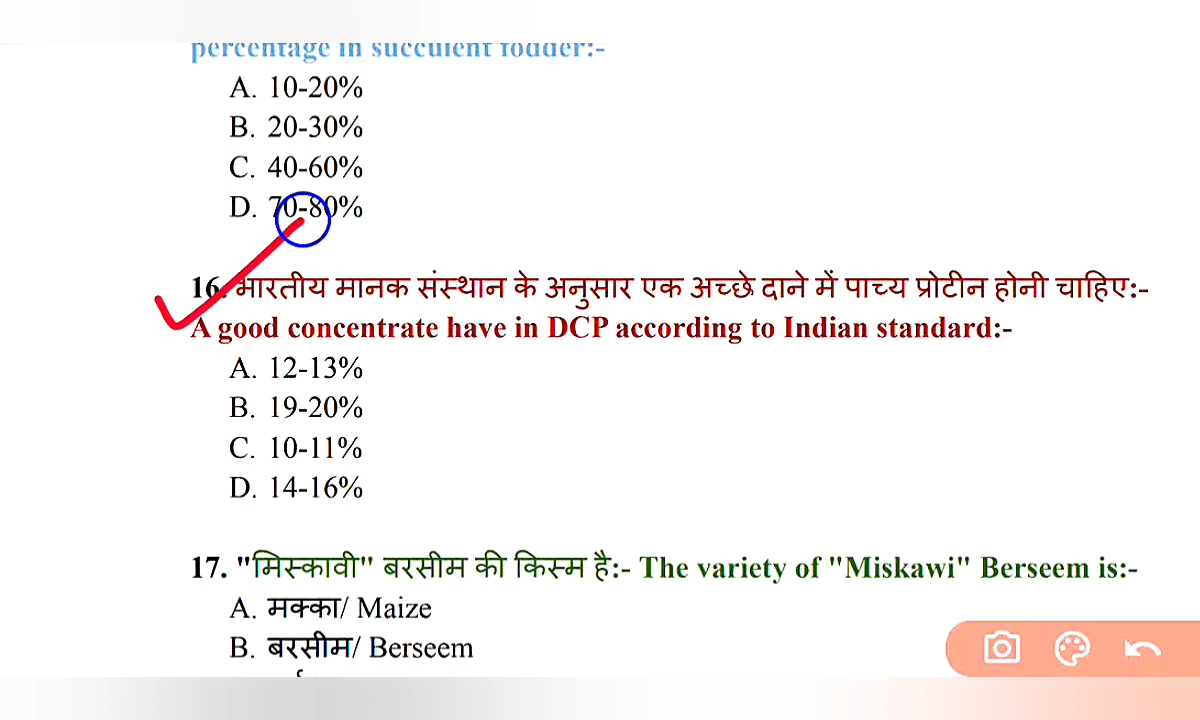 percentage in succulent fodder:-
A. 10-20%
B. 20-30%
C. 40-60%
D. 70-80%
16. भारतीय मानक संस्थान के अनुसार एक अच्छे दाने में पाच्य प्रोटीन होनी चाहिए:-
A good concentrate have in DCP according to Indian standard:-
A. 12-13%
B. 19-20%
C. 10-11%
D. 14-16%
17. "मिस्कावी" बरसीम की किस्म है:- The variety of "Miskawi" Berseem is:-
A. मक्का/ Maize
B. बरसीम/ Berseem